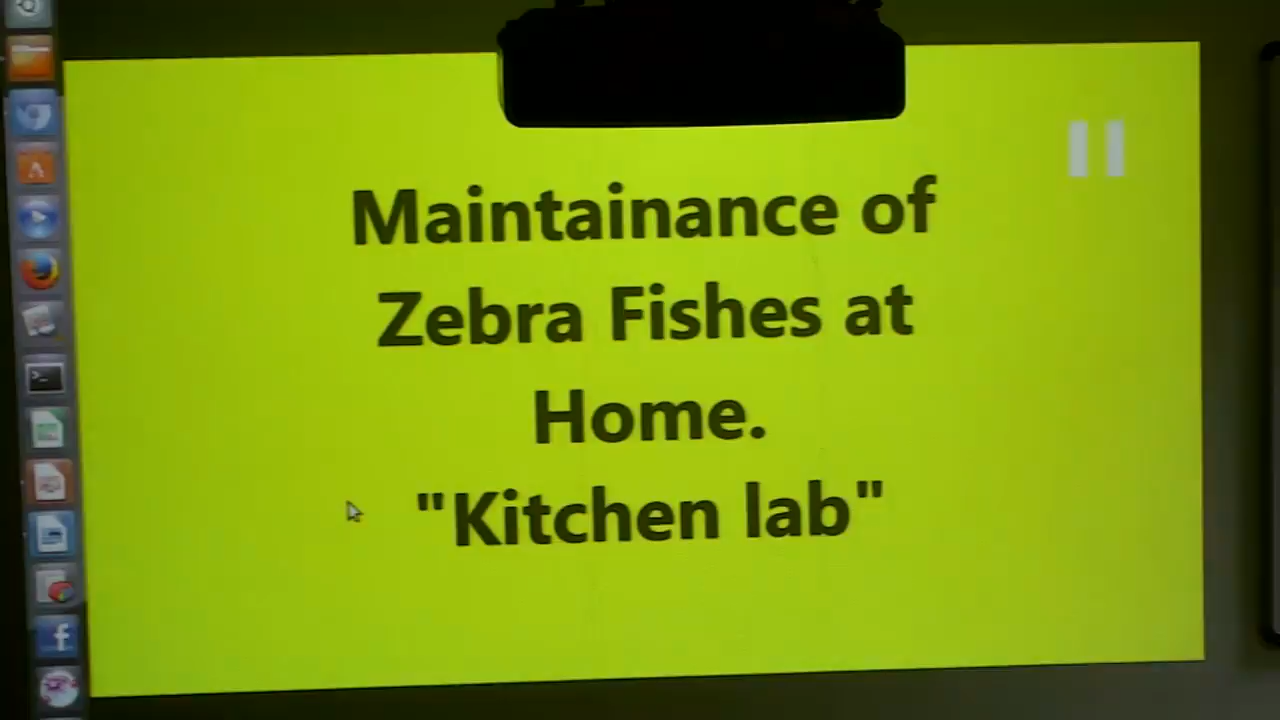 Maintainance of
Zebra Fishes at
Home.
"Kitchen lab"